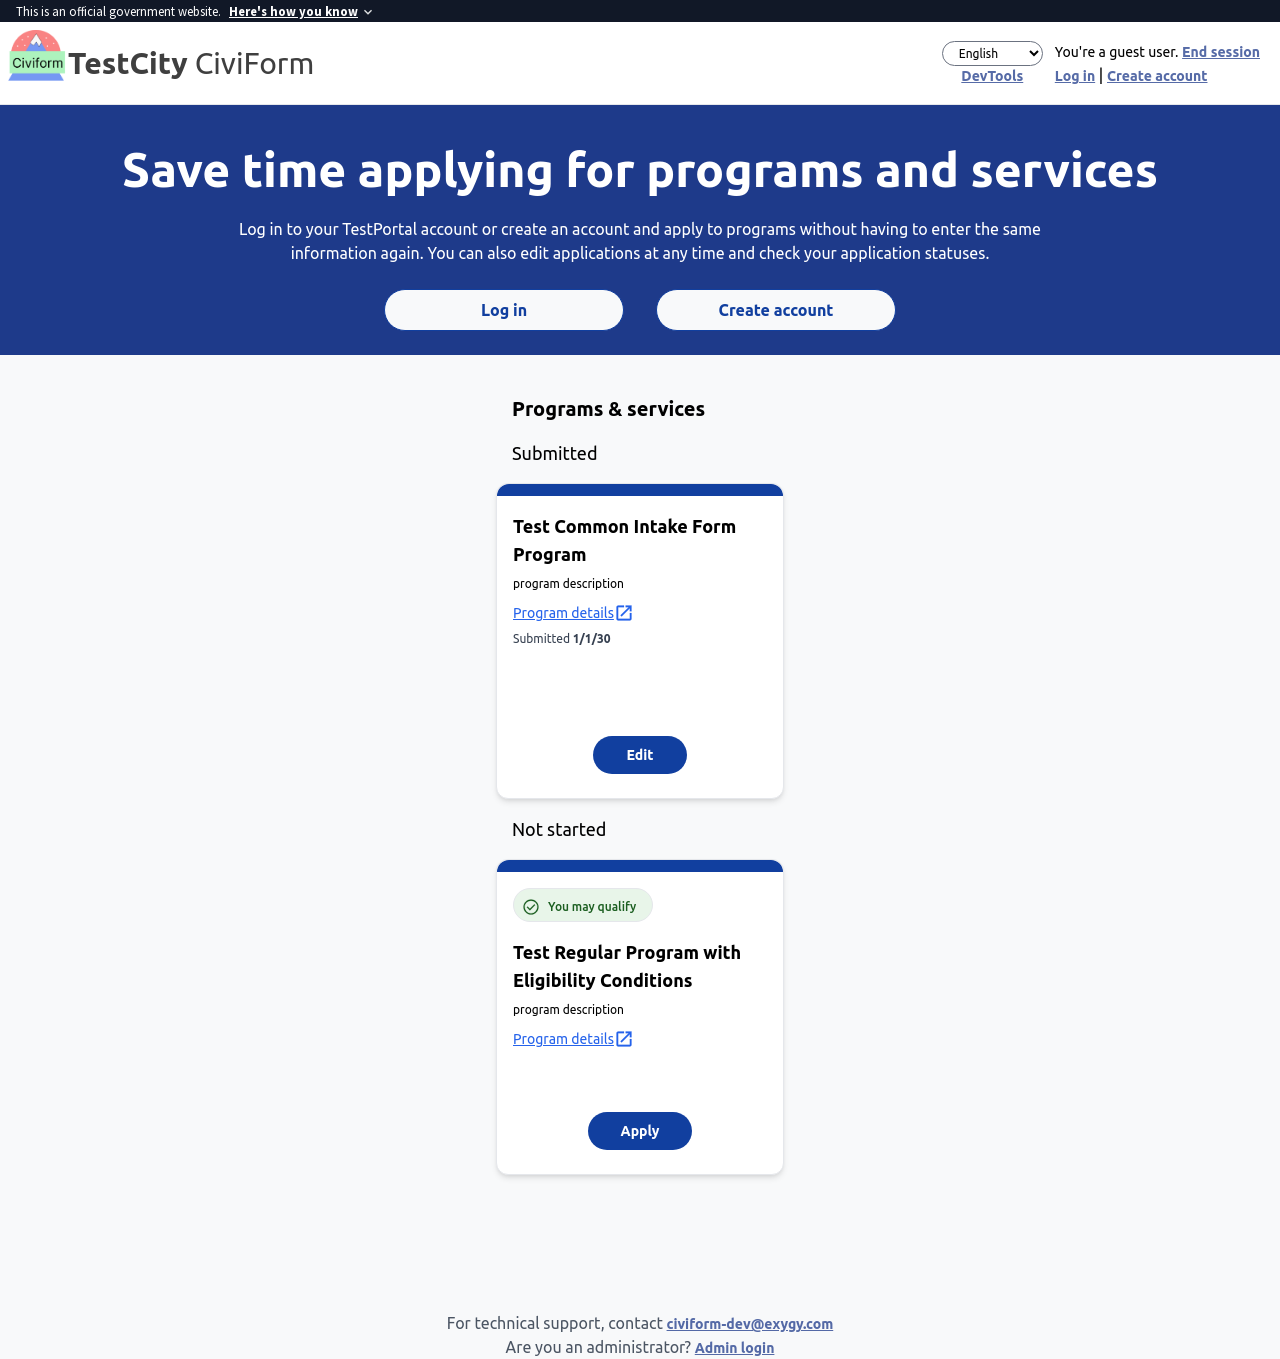 This is an official government website. Here's how you know
Civiform
TestCity CiviForm
English
You're a guest user. End session
DevTools
Log in | Create account
Save time applying for programs and services
Log in to your TestPortal account or create an account and apply to programs without having to enter the same
information again. You can also edit applications at any time and check your application statuses.
Log in
Create account
Programs & services
Submitted
Test Common Intake Form
Program
program description
Program details
Submitted 1/1/30
Edit
Not started
You may qualify
Test Regular Program with
Eligibility Conditions
program description
Program details
Apply
For technical support, contact civiform-dev@exygy.com
Are you an administrator? Admin login